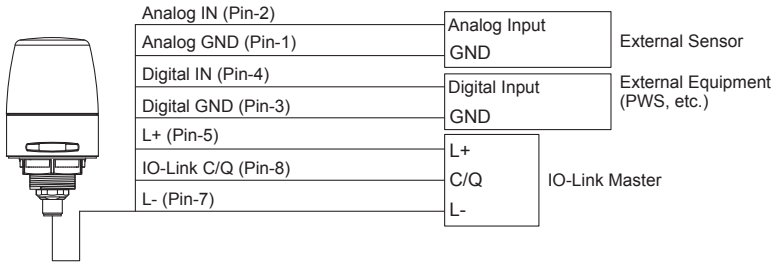 Analog IN (Pin-2)
Analog Input
Analog GND (Pin-1)
GND
External Sensor
Digital IN (Pin-4)
Digital Input
External Equipment
(PWS, etc.)
Digital GND (Pin-3)
GND
L+ (Pin-5)
L+
IO-Link C/Q (Pin-8)
C/Q
IO-Link Master
L- (Pin-7)
L-